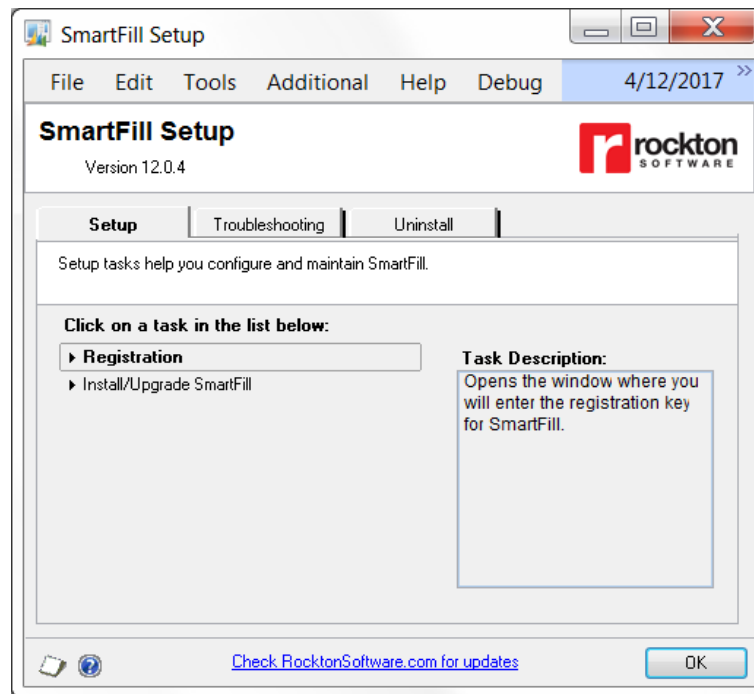 SmartFill Setup
File Edit Tools Additional Help Debug 4/12/2017 »
SmartFill Setup
Version 12.0.4
rockton
SOFTWARE
Setup Troubleshooting Uninstall
Setup tasks help you configure and maintain SmartFill.
Click on a task in the list below:
Registration
Install/Upgrade SmartFill
Task Description:
Opens the window where you
will enter the registration key
for SmartFill.
Check RocktonSoftware.com for updates
OK